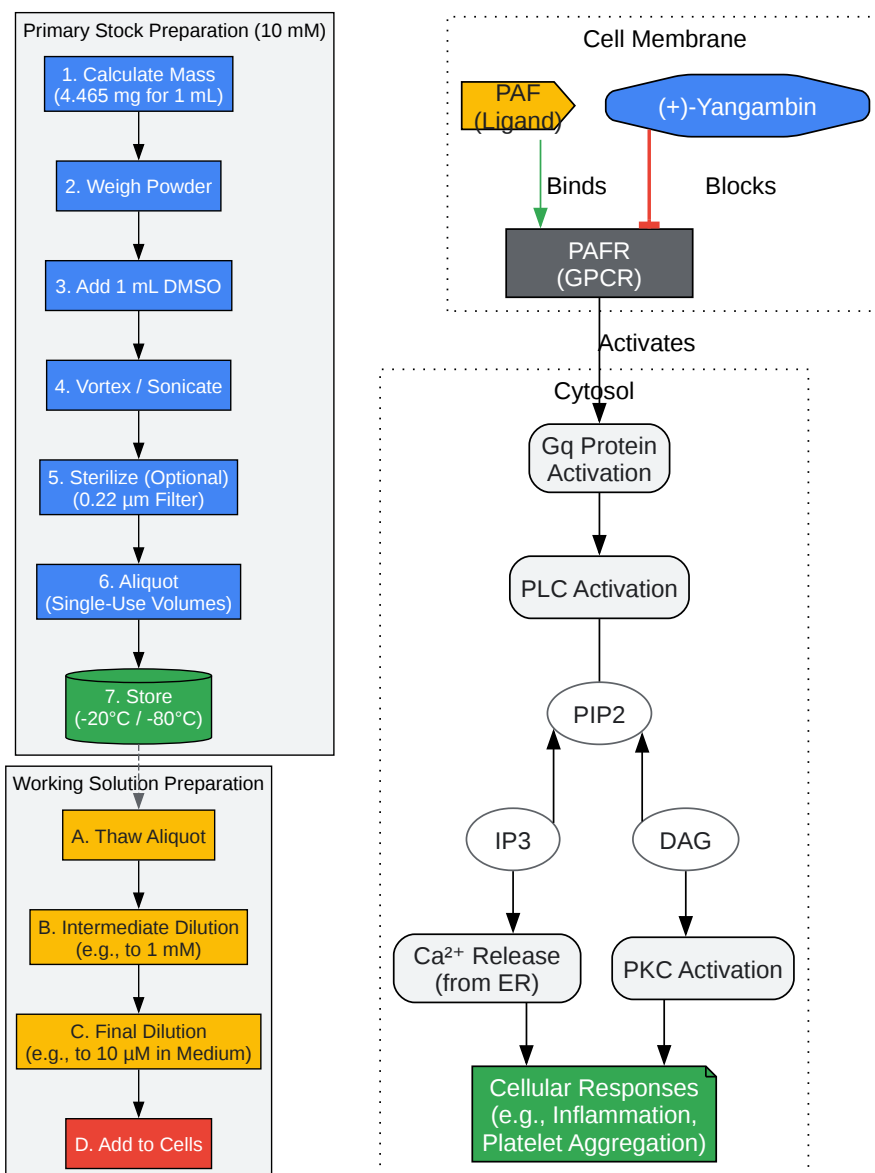 Primary Stock Preparation (10 mM)
1. Calculate Mass
(4.465 mg for 1 mL)
2. Weigh Powder
3. Add 1 mL DMSO
4. Vortex / Sonicate
5. Sterilize (Optional)
(0.22 µm Filter)
6. Aliquot
(Single-Use Volumes)
7. Store
(-20°C / -80°C)
Working Solution Preparation
A. Thaw Aliquot
B. Intermediate Dilution
(e.g., to 1 mM)
C. Final Dilution
(e.g., to 10 µM in Medium)
D. Add to Cells
Cell Membrane
PAF
(Ligand)
(+)-Yangambin
Binds
Blocks
PAFR
(GPCR)
Activates
Cytosol
Gq Protein
Activation
PLC Activation
PIP2
IP3
DAG
Ca²⁺ Release
(from ER)
PKC Activation
Cellular Responses
(e.g., Inflammation,
Platelet Aggregation)